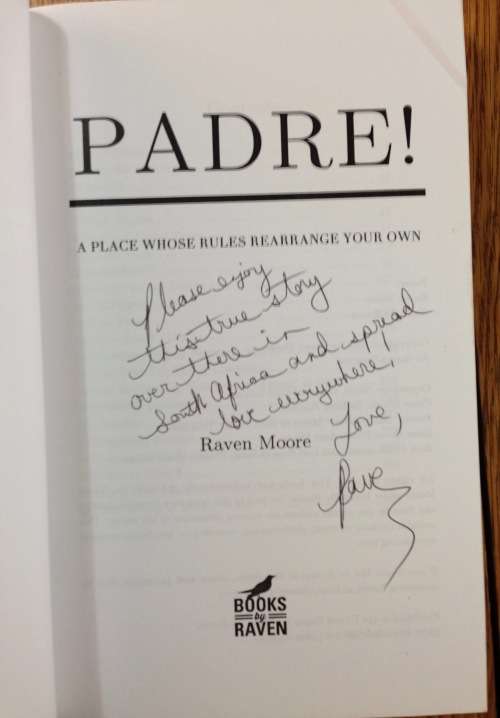 PADRE!
A PLACE WHOSE RULES REARRANGE YOUR OWN
Please enjoy
this true story
over there in
South Africa and spread
love everywhere,
Raven Moore
Love,
BOOKS
by
RAVEN